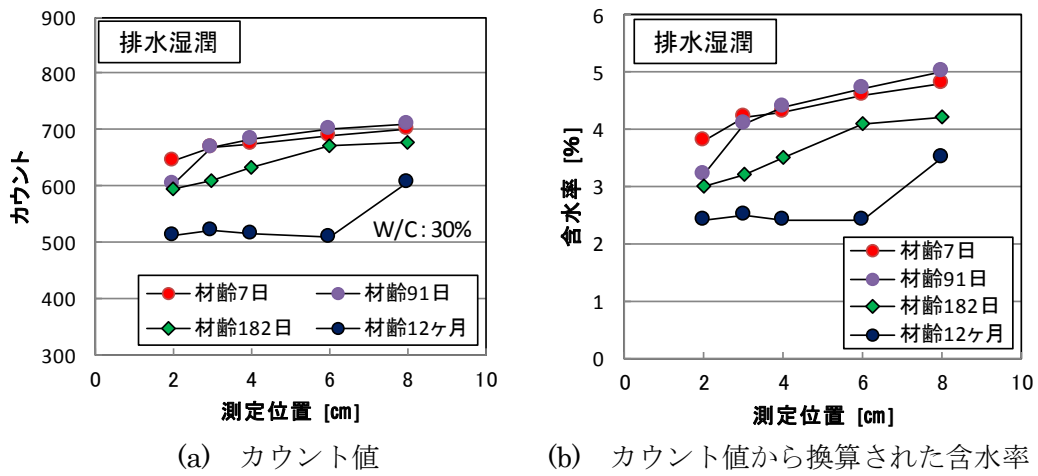 排水湿潤
900
800
700
600
500
400
300
カウント
W/C: 30%
材齢7日
材齢91日
材齢182日
材齢12ヶ月
0 2 4 6 8 10
測定位置 [cm]
(a) カウント値
排水湿潤
6
5
4
3
2
1
0
含水率 [%]
材齢7日
材齢91日
材齢182日
材齢12ヶ月
0 2 4 6 8 10
測定位置 [cm]
(b) カウント値から換算された含水率